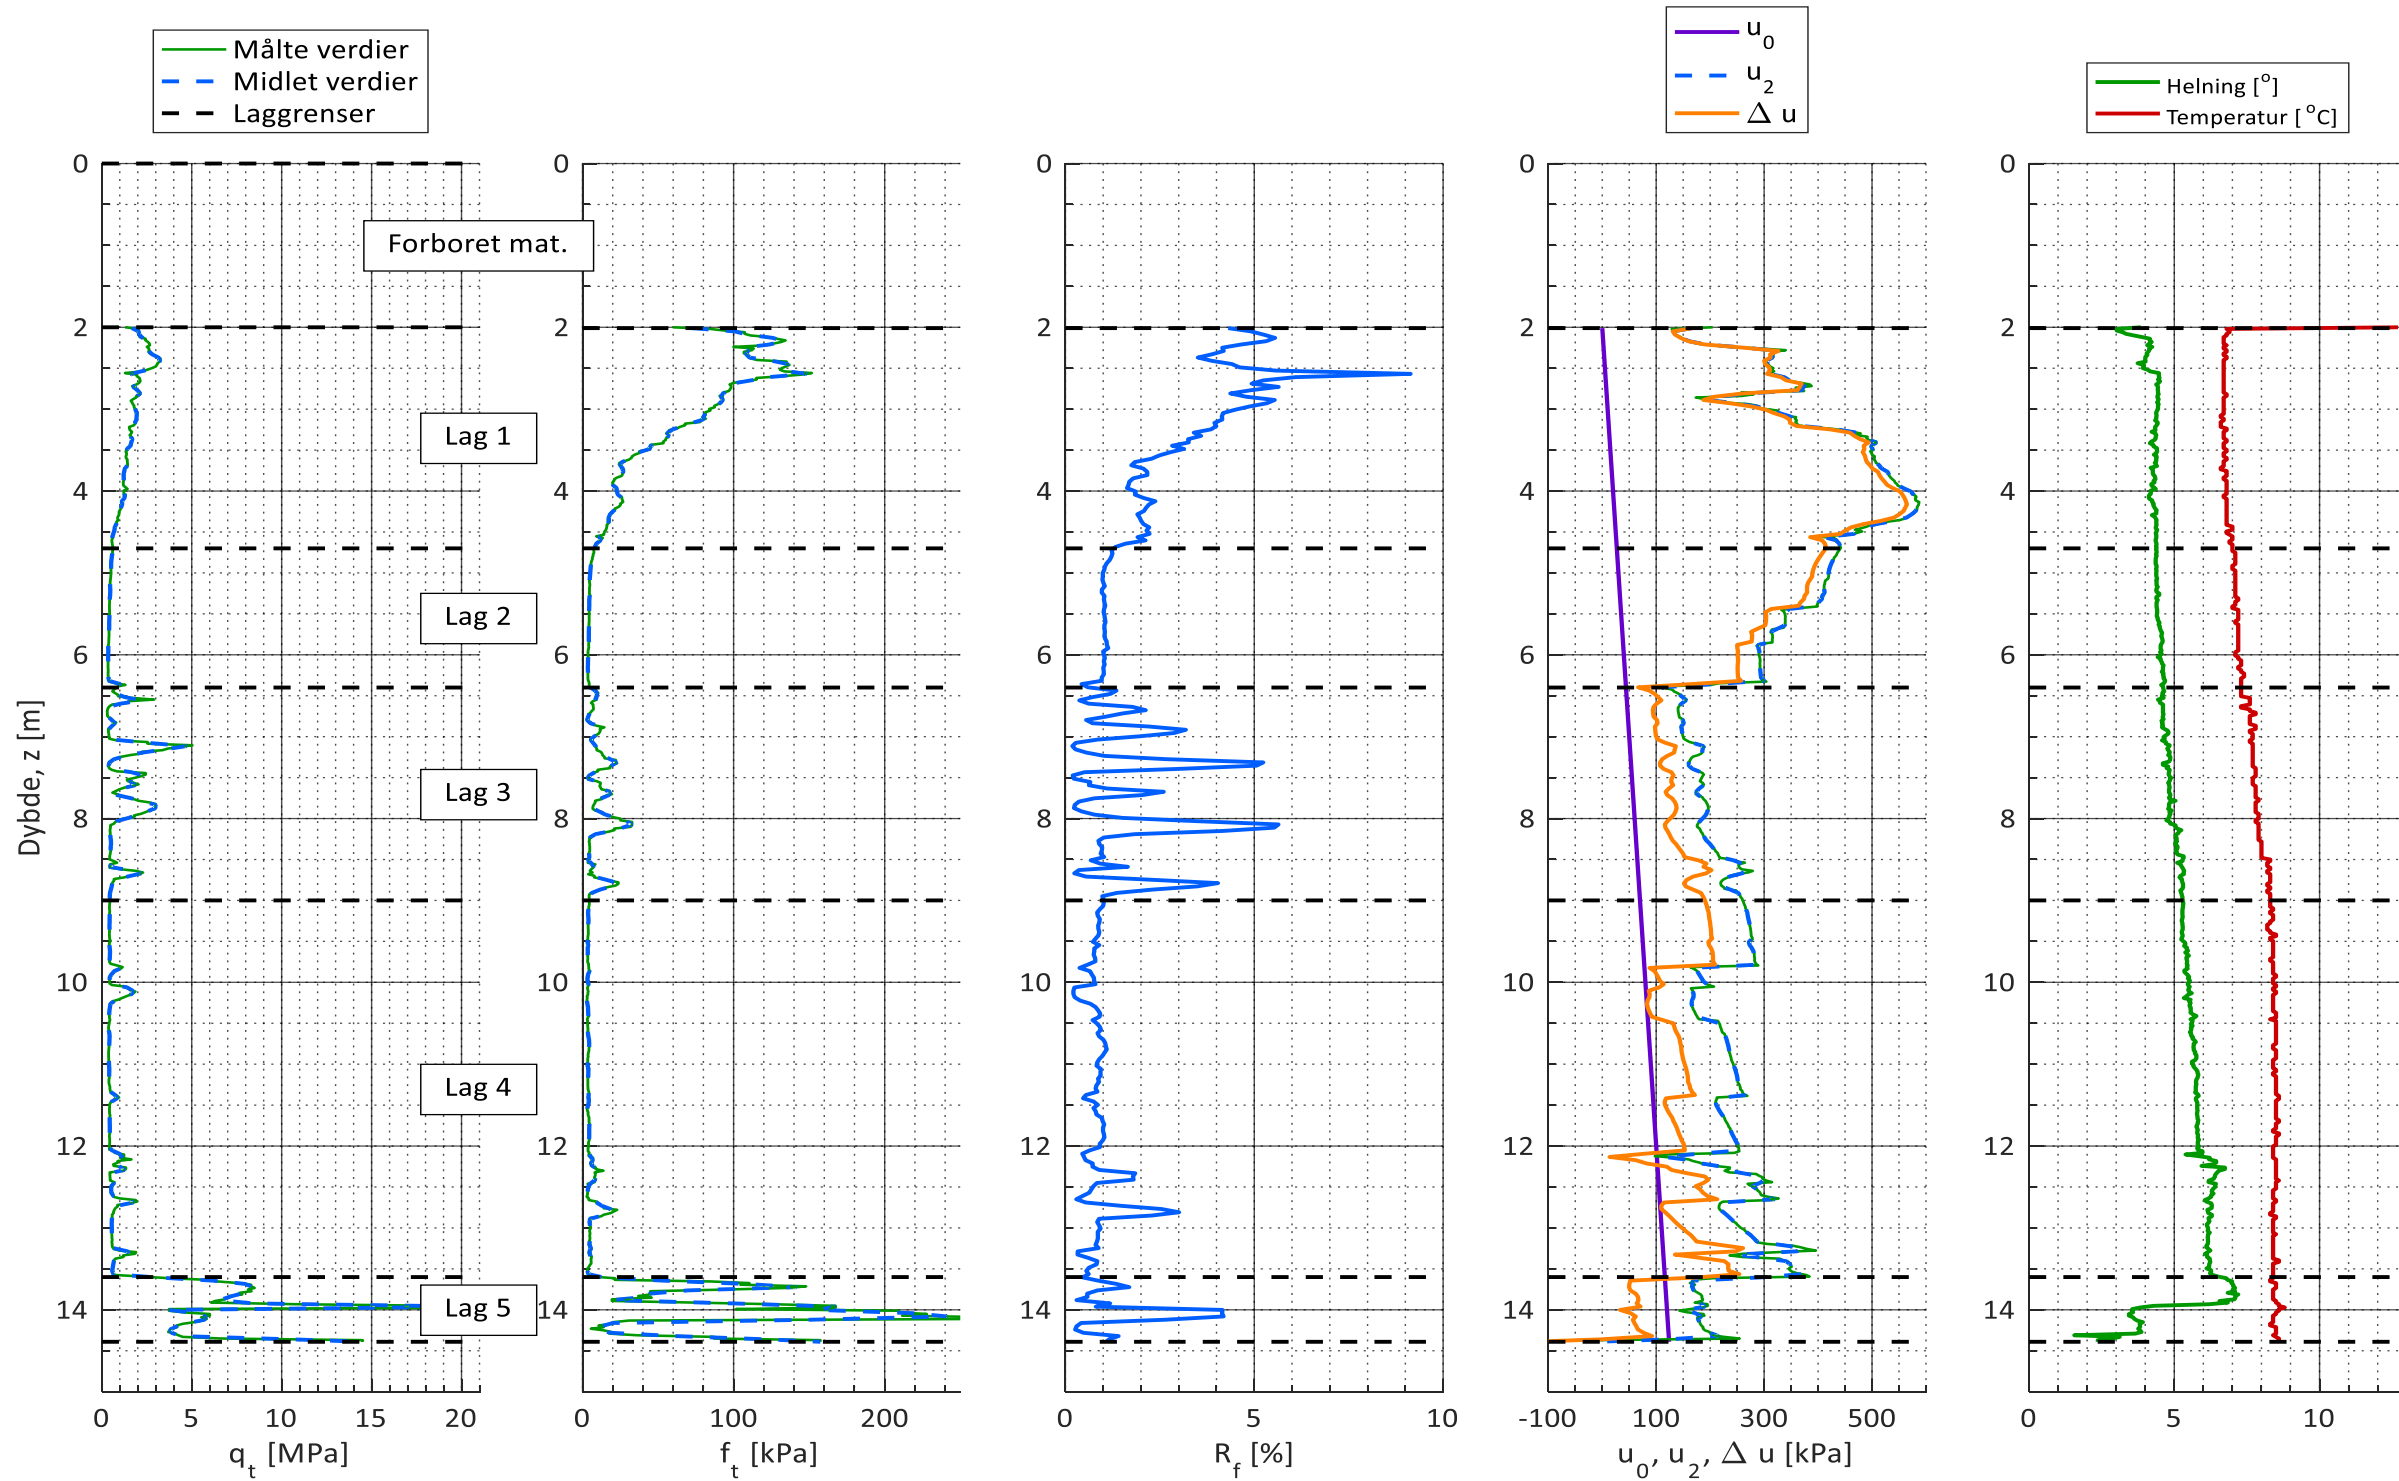 Målte verdier
Midlet verdier
Laggrenser
u0
u2
Δ u
Helning [o]
Temperatur [oC]
0 0 0 0 0
Forboret mat.
2 2 2 2 2
Lag 1
4 4 4 4 4
Lag 2
6 6 6 6 6
Dybde, z [m]
Lag 3
8 8 8 8 8
10 10 10 10 10
Lag 4
12 12 12 12 12
Lag 5
14 14 14 14 14
0 5 10 15 20
0 100 200
0 5 10
-100 100 300 500
0 5 10
qt [MPa]
ft [kPa]
Rf [%]
u0, u2, Δ u [kPa]